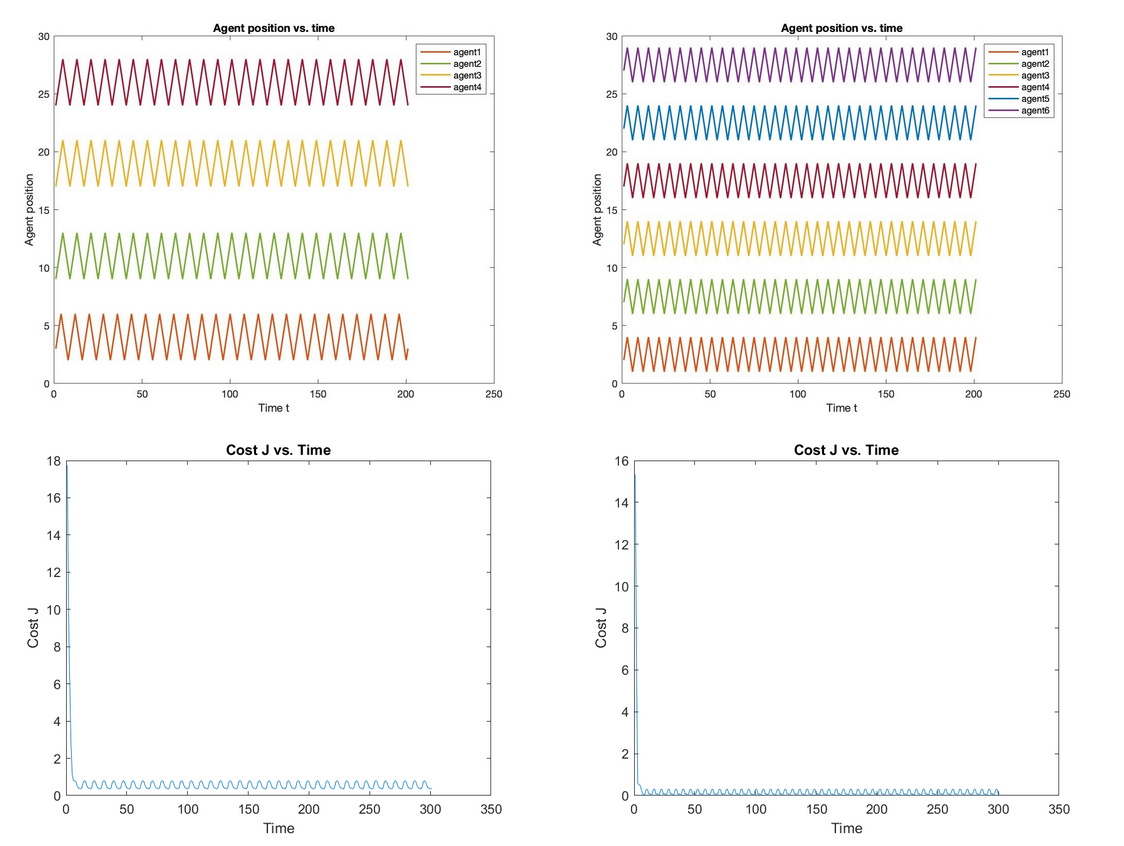 Agent position vs. time
30
25
20
15
10
5
0
Agent position
0 50 100 150 200 250
Time t
agent1
agent2
agent3
agent4
Agent position vs. time
30
25
20
15
10
5
0
Agent position
0 50 100 150 200 250
Time t
agent1
agent2
agent3
agent4
agent5
agent6
Cost J vs. Time
18
16
14
12
10
8
6
4
2
0
Cost J
0 50 100 150 200 250 300 350
Time
Cost J vs. Time
16
14
12
10
8
6
4
2
0
Cost J
0 50 100 150 200 250 300 350
Time